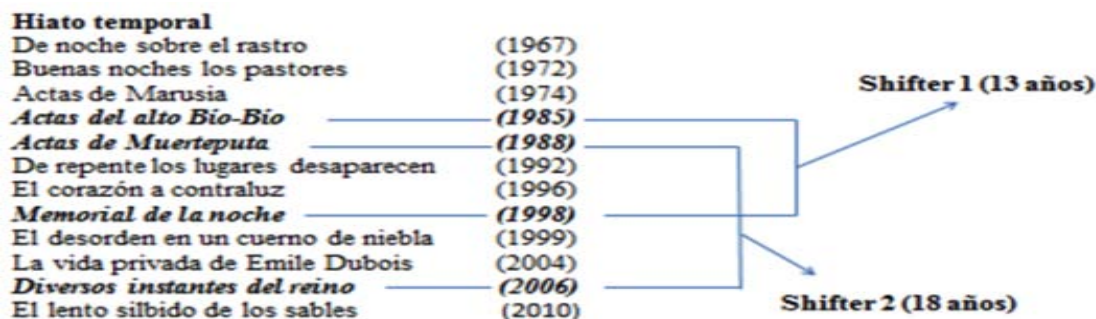 Hiato temporal
De noche sobre el rastro (1967)
Buenas noches los pastores (1972)
Actas de Marusia (1974)
Shifter 1 (13 años)
Actas del alto Bío-Bío (1985)
Actas de Muerteputa (1988)
De repente los lugares desaparecen (1992)
El corazón a contraluz (1996)
Memorial de la noche (1998)
El desorden en un cuerno de niebla (1999)
La vida privada de Emile Dubois (2004)
Diversos instantes del reino (2006)
Shifter 2 (18 años)
El lento silbido de los sables (2010)